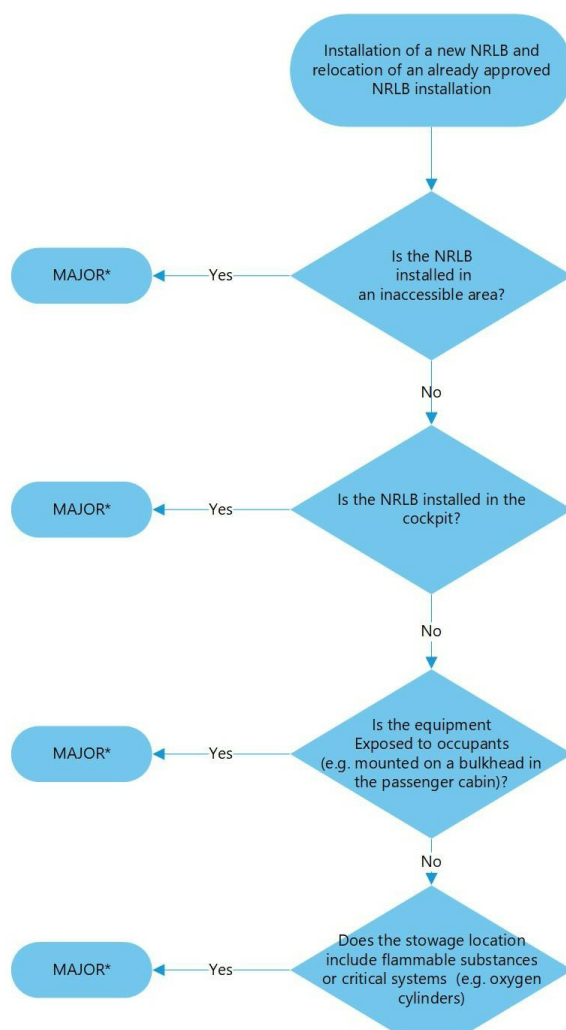 Installation of a new NRLB and
relocation of an already approved
NRLB installation
Is the NRLB
installed in
an inaccessible area?
Yes
MAJOR*
No
Is the NRLB installed in the
cockpit?
Yes
MAJOR*
No
Is the equipment
Exposed to occupants
(e.g. mounted on a bulkhead in
the passenger cabin)?
Yes
MAJOR*
No
Does the stowage location
include flammable substances
or critical systems (e.g. oxygen
cylinders)
Yes
MAJOR*